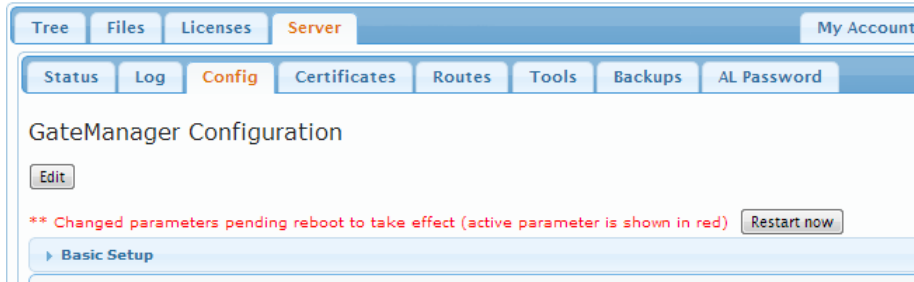 Tree Files Licenses Server My Account
Status Log Config Certificates Routes Tools Backups AL Password
GateManager Configuration
Edit
** Changed parameters pending reboot to take effect (active parameter is shown in red) Restart now
Basic Setup